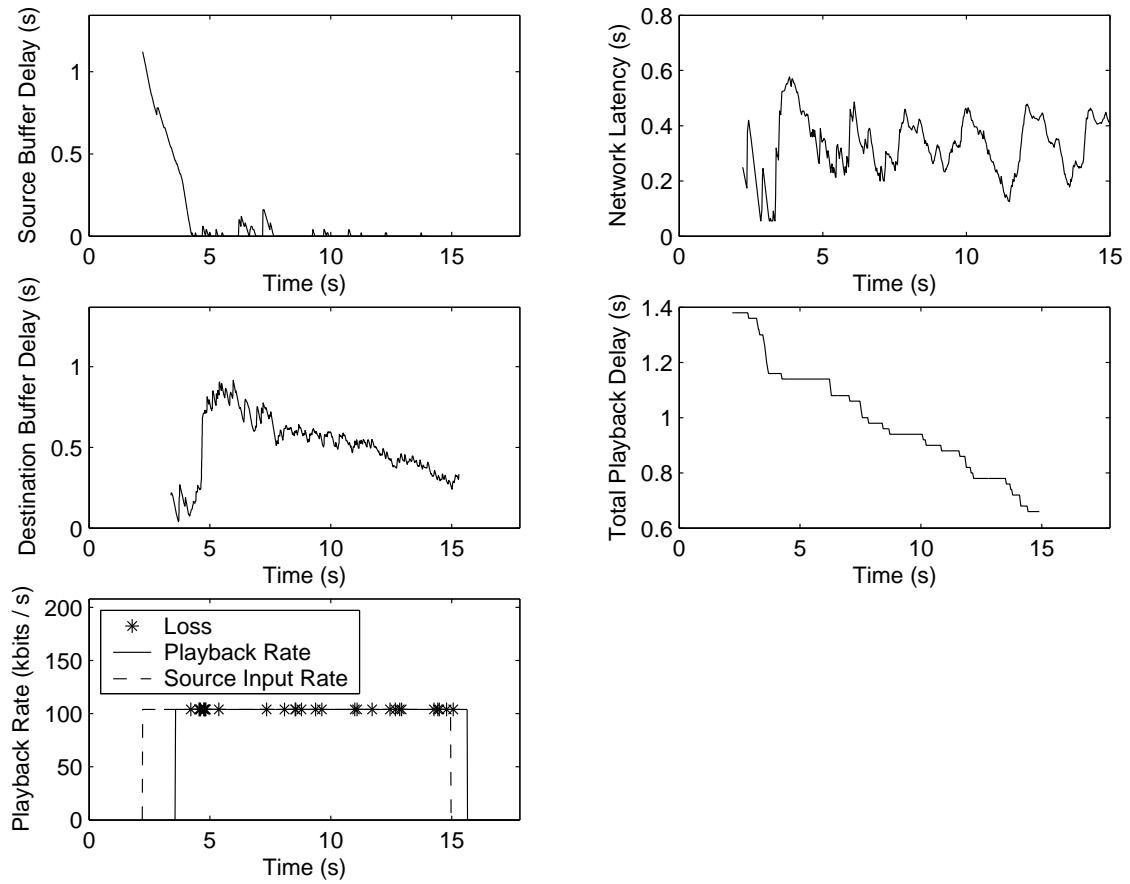 Source Buffer Delay (s)
1
0.5
0
0 5 10 15
Time (s)
Network Latency (s)
0.8
0.6
0.4
0.2
0
0 5 10 15
Time (s)
Destination Buffer Delay (s)
1
0.5
0
0 5 10 15
Time (s)
Total Playback Delay (s)
1.4
1.2
1
0.8
0.6
0 5 10 15
Time (s)
Playback Rate (kbits / s)
200
150
100
50
0
Loss
Playback Rate
Source Input Rate
0 5 10 15
Time (s)